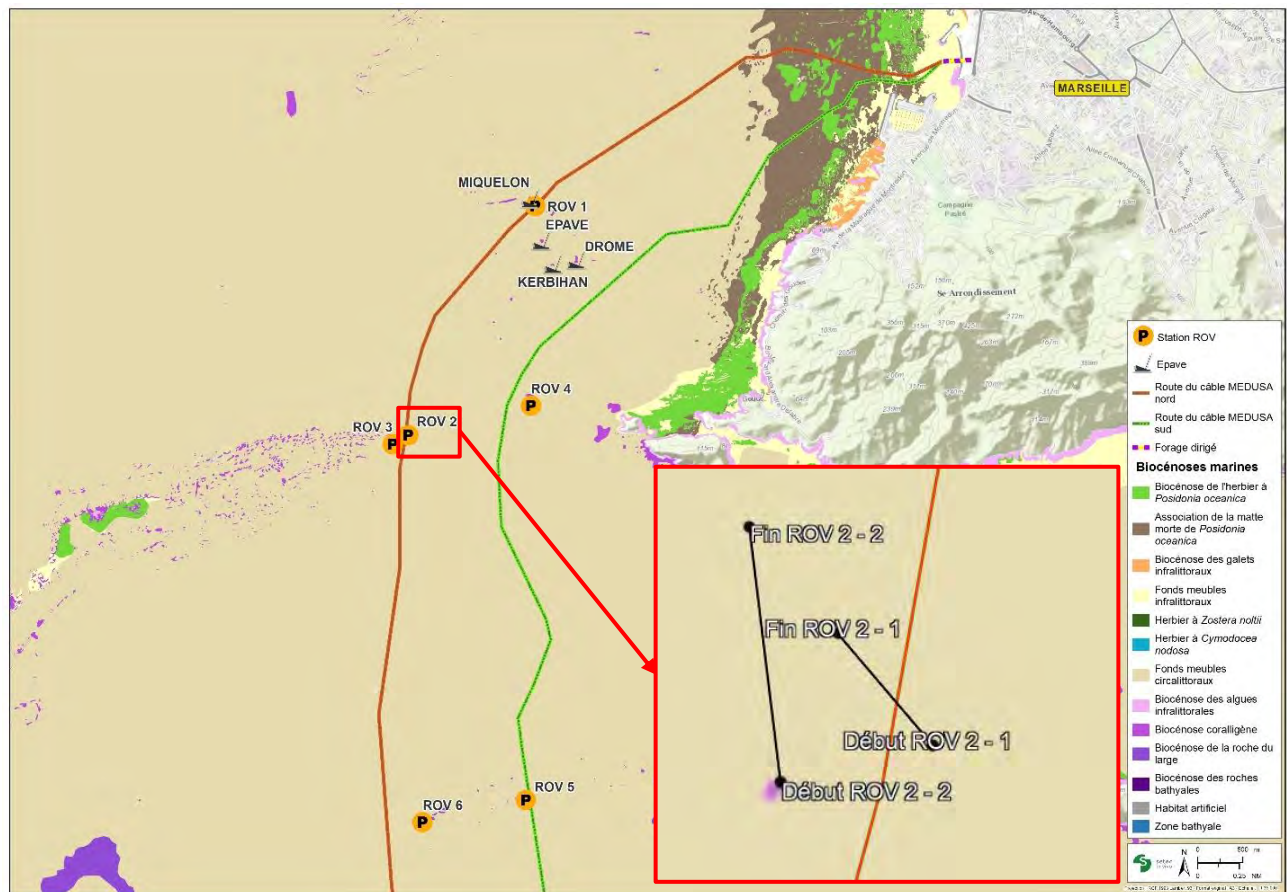 MARSEILLE
MIQUELON
ROV 1
EPAVE
DROME
KERBIHAN
Campagne
Pastré
8e Arrondissement
ROV 4
ROV 3
ROV 2
ROV 5
ROV 6
Fin ROV 2 - 2
Fin ROV 2 - 1
Début ROV 2 - 1
Début ROV 2 - 2
P Station ROV
Epave
Route du câble MEDUSA
nord
Route du câble MEDUSA
sud
Forage dirigé
Biocénoses marines
Biocénose de l'herbier à
Posidonia oceanica
Association de la matte
morte de Posidonia
oceanica
Biocénose des galets
infralittoraux
Fonds meubles
infralittoraux
Herbier à Zostera noltii
Herbier à Cymodocea
nodosa
Fonds meubles
circalittoraux
Biocénose des algues
infralittorales
Biocénose coralligène
Biocénose de la roche du
large
Biocénose des roches
bathyales
Habitat artificiel
Zone bathyale
N
0 500 m
0 0.25 NM